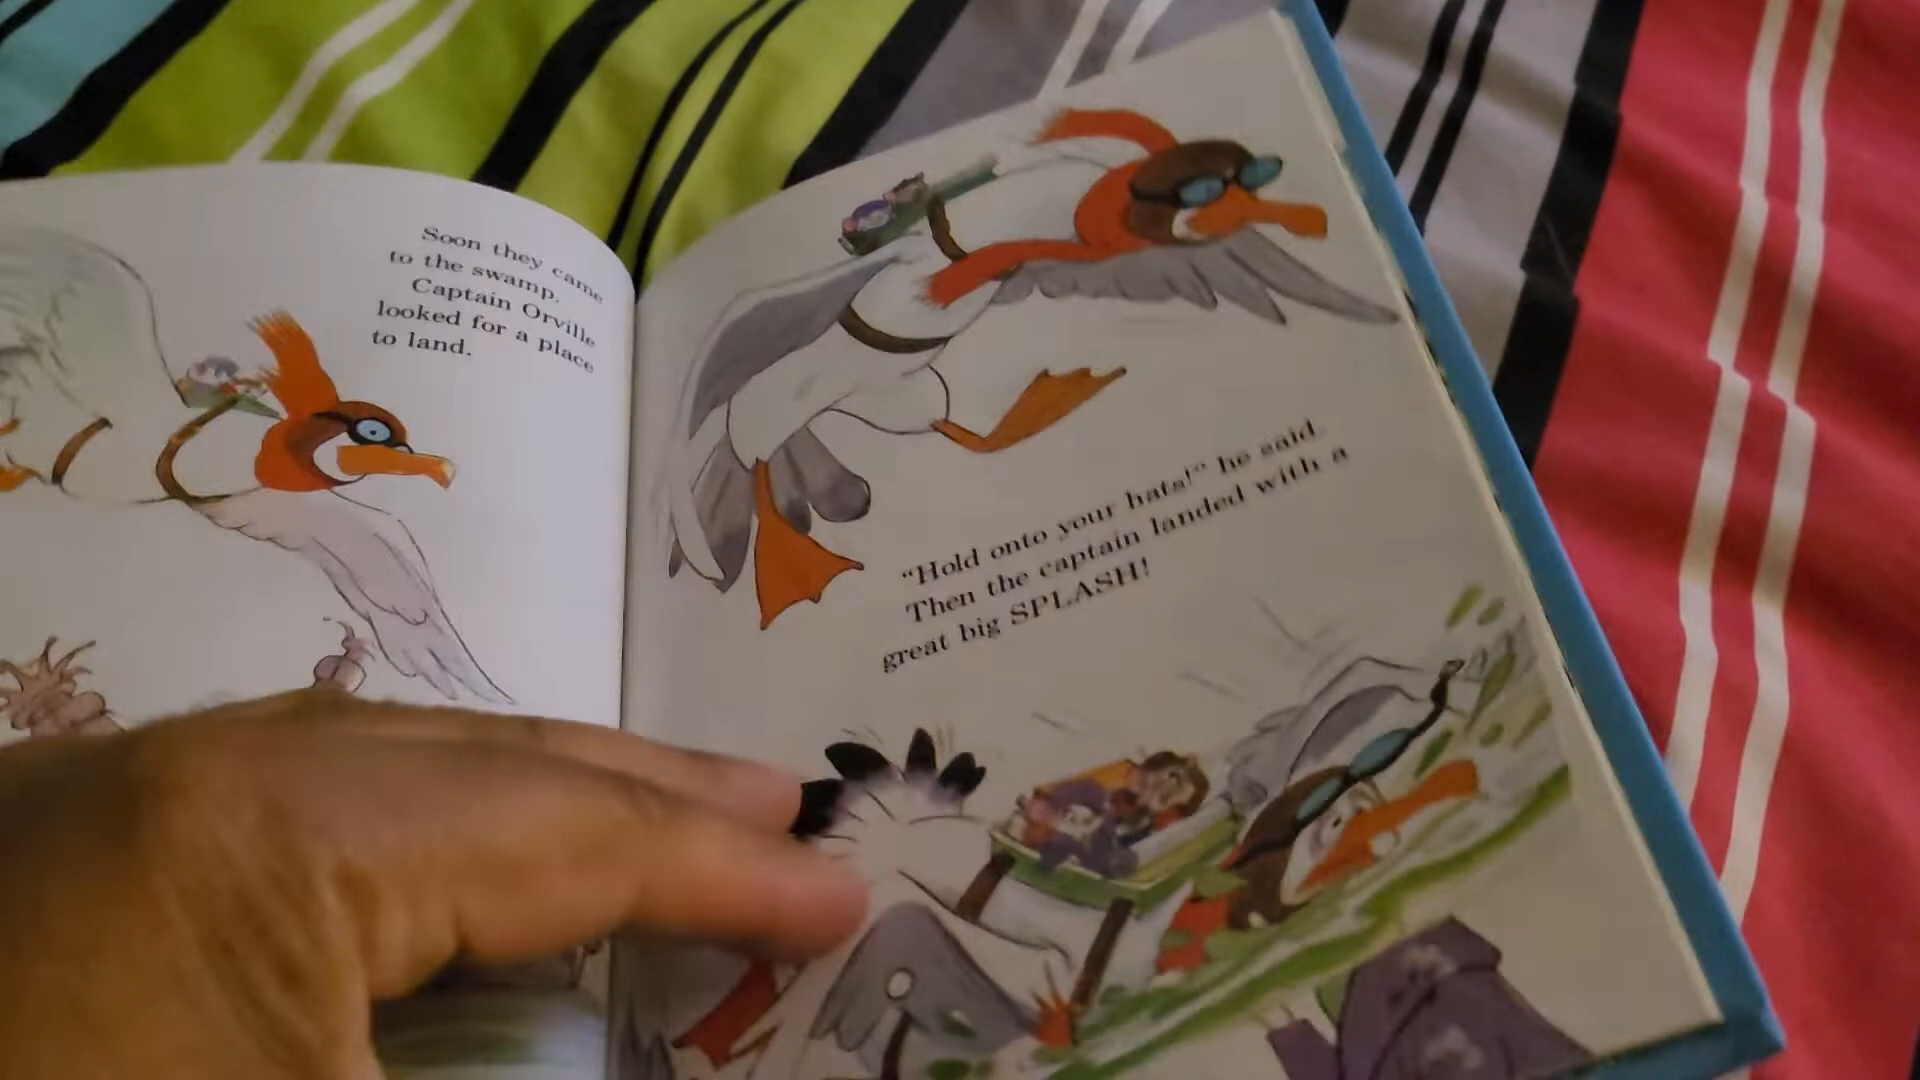 Soon they came
to the swamp.
Captain Orville
looked for a place
to land.
“Hold onto your hats!” he said.
Then the captain landed with a
great big SPLASH!